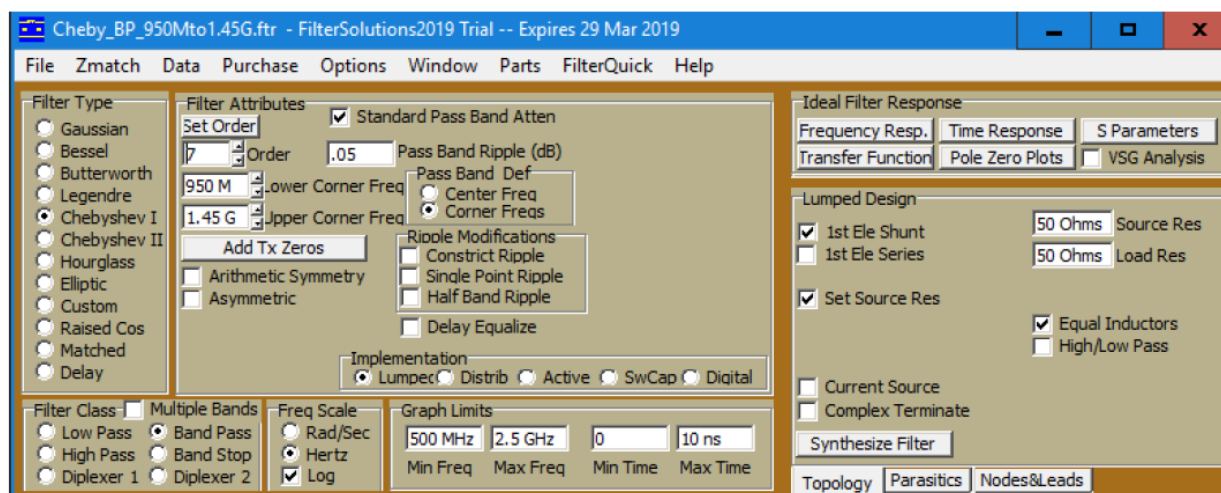 Cheby_BP_950Mto1.45G.ftr - FilterSolutions2019 Trial -- Expires 29 Mar 2019
File Zmatch Data Purchase Options Window Parts FilterQuick Help
Filter Type
Gaussian
Bessel
Butterworth
Legendre
Chebyshev I
Chebyshev II
Hourglass
Elliptic
Custom
Raised Cos
Matched
Delay
Filter Attributes
Set Order
Standard Pass Band Atten
7 Order .05 Pass Band Ripple (dB)
950 M Lower Corner Freq
1.45 G Upper Corner Freq
Pass Band Def
Center Freq
Corner Freqs
Add Tx Zeros
Arithmetic Symmetry
Asymmetric
Ripple Modifications
Constrict Ripple
Single Point Ripple
Half Band Ripple
Delay Equalize
Implementation
Lumped Distrib Active SwCap Digital
Filter Class Multiple Bands
Low Pass Band Pass
High Pass Band Stop
Diplexer 1 Diplexer 2
Freq Scale
Rad/Sec
Hertz
Log
Graph Limits
500 MHz 2.5 GHz 0 10 ns
Min Freq Max Freq Min Time Max Time
Ideal Filter Response
Frequency Resp. Time Response S Parameters
Transfer Function Pole Zero Plots VSG Analysis
Lumped Design
1st Ele Shunt 50 Ohms Source Res
1st Ele Series 50 Ohms Load Res
Set Source Res
Equal Inductors
High/Low Pass
Current Source
Complex Terminate
Synthesize Filter
Topology Parasitics Nodes&Leads